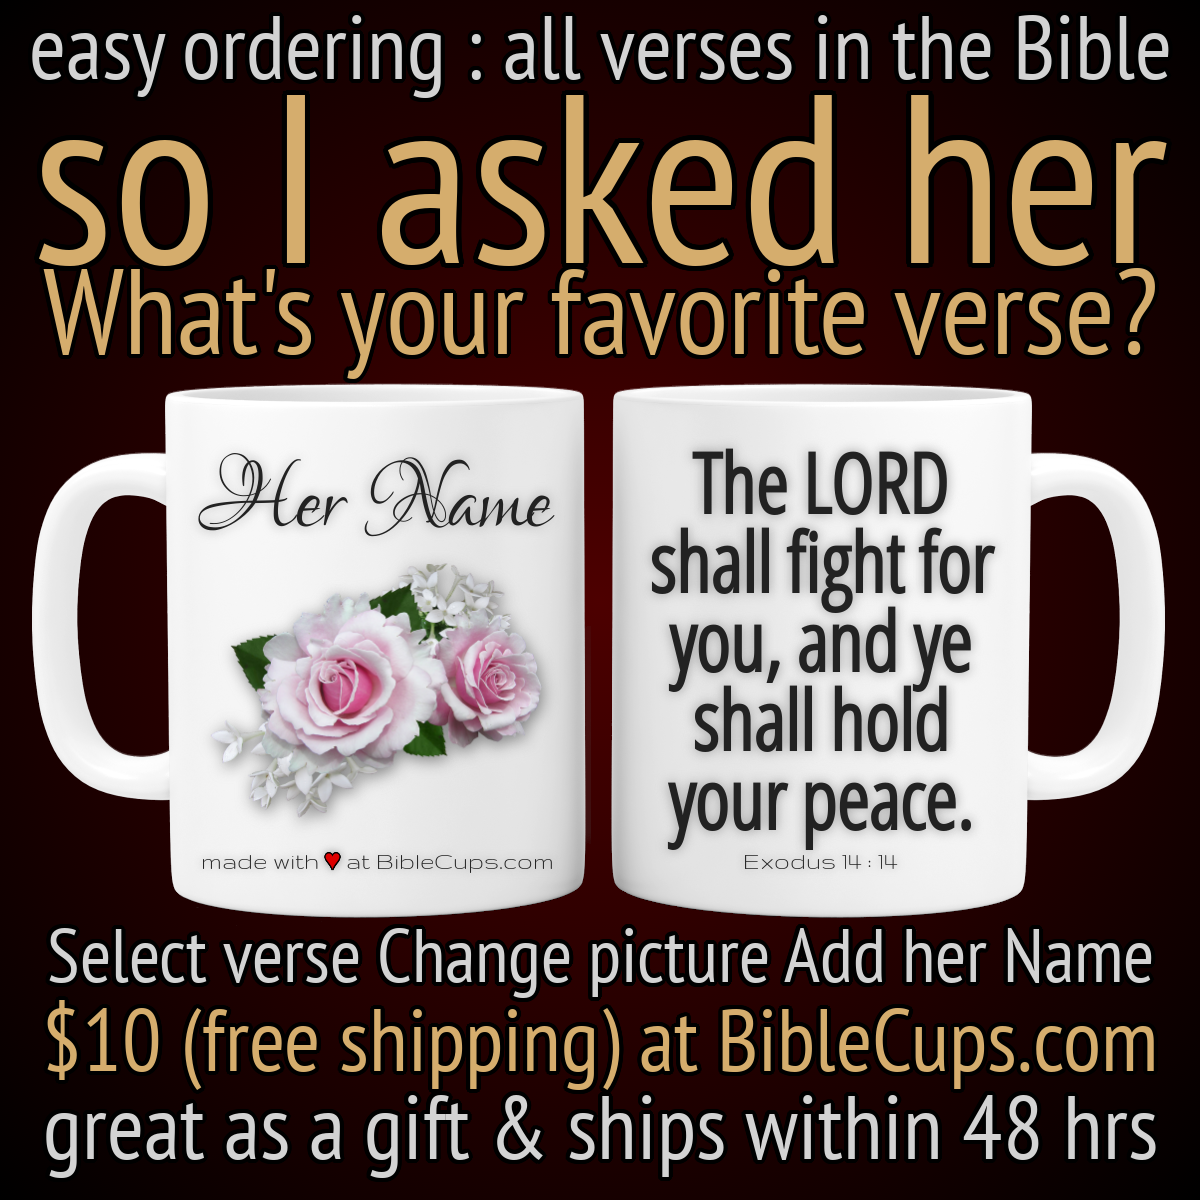 easy ordering : all verses in the Bible
so I asked her
What's your favorite verse?
Her Name
made with ♥ at BibleCups.com
The LORD
shall fight for
you, and ye
shall hold
your peace.
Exodus 14 : 14
Select verse Change picture Add her Name
$10 (free shipping) at BibleCups.com
great as a gift & ships within 48 hrs